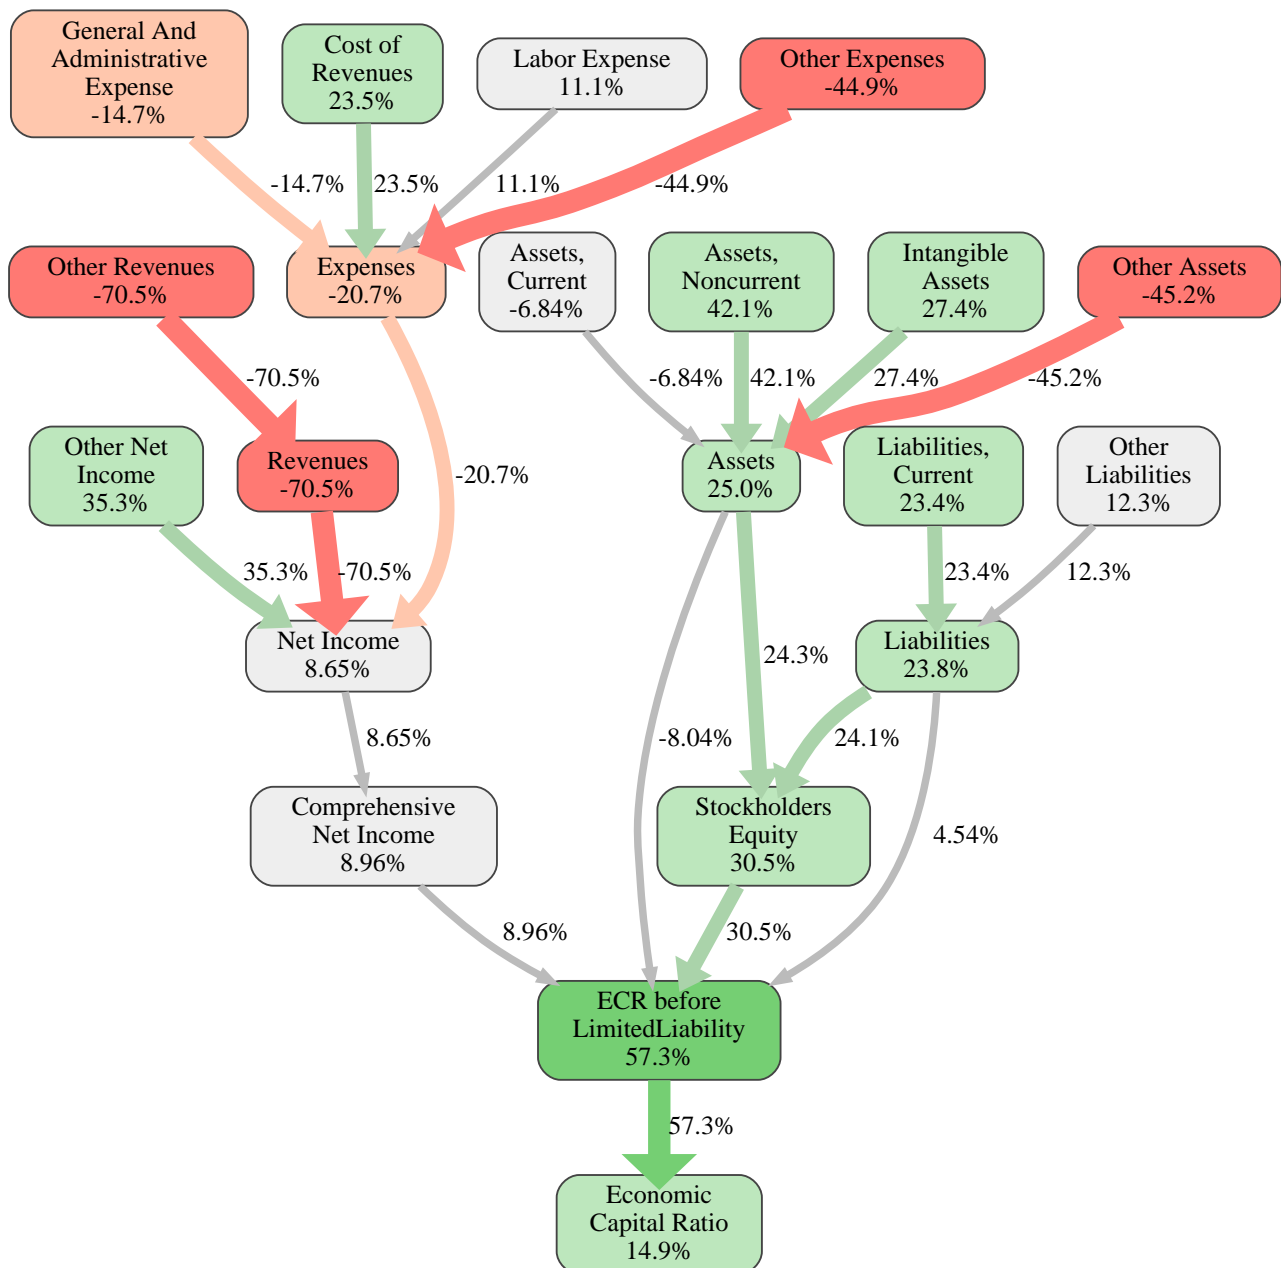 General And
Administrative
Expense
-14.7%
Cost of
Revenues
23.5%
Labor Expense
11.1%
Other Expenses
-44.9%
-14.7%
23.5%
11.1%
-44.9%
Other Revenues
-70.5%
Expenses
-20.7%
Assets,
Current
-6.84%
Assets,
Noncurrent
42.1%
Intangible
Assets
27.4%
Other Assets
-45.2%
-70.5%
-6.84%
42.1%
27.4%
-45.2%
Other Net
Income
35.3%
Revenues
-70.5%
-20.7%
Assets
25.0%
Liabilities,
Current
23.4%
Other
Liabilities
12.3%
35.3%
-70.5%
23.4%
12.3%
Net Income
8.65%
24.3%
Liabilities
23.8%
8.65%
-8.04%
24.1%
Comprehensive
Net Income
8.96%
Stockholders
Equity
30.5%
4.54%
8.96%
30.5%
ECR before
LimitedLiability
57.3%
57.3%
Economic
Capital Ratio
14.9%